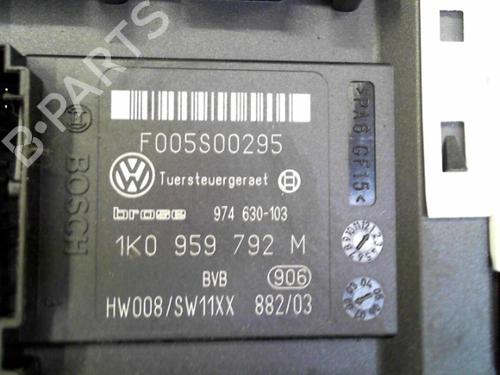 B-PARTS
BOSCH
F005S00295
Tuersteuergeraet
brose 974 630-103
1K0 959 792 M
BVB 906
HW008/SW11XX 882/03
>PA6 GF15<